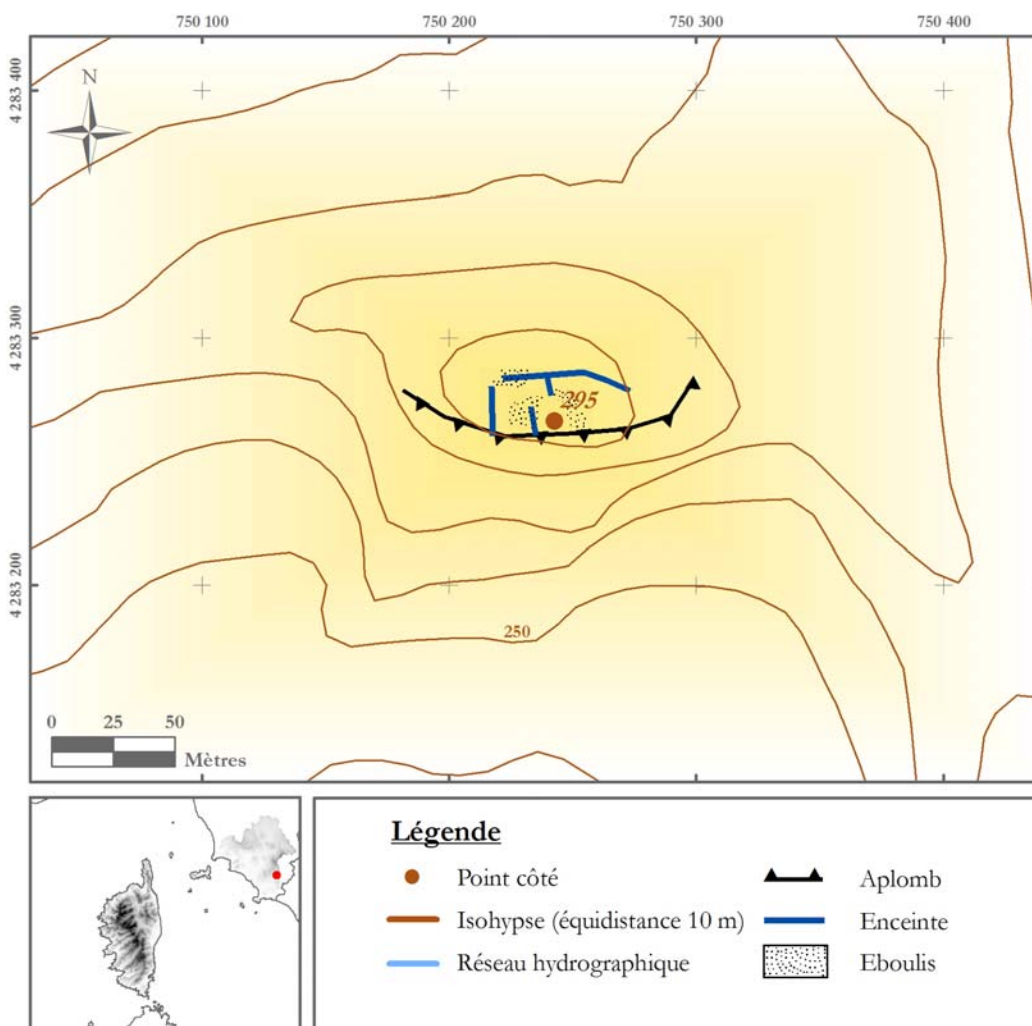 750 100 750 200 750 300 750 400
4 283 400
N
4 283 300
295
4 283 200
250
0 25 50
Mètres
Légende
Point côté
Aplomb
Isohypse (équidistance 10 m)
Enceinte
Réseau hydrographique
Eboulis